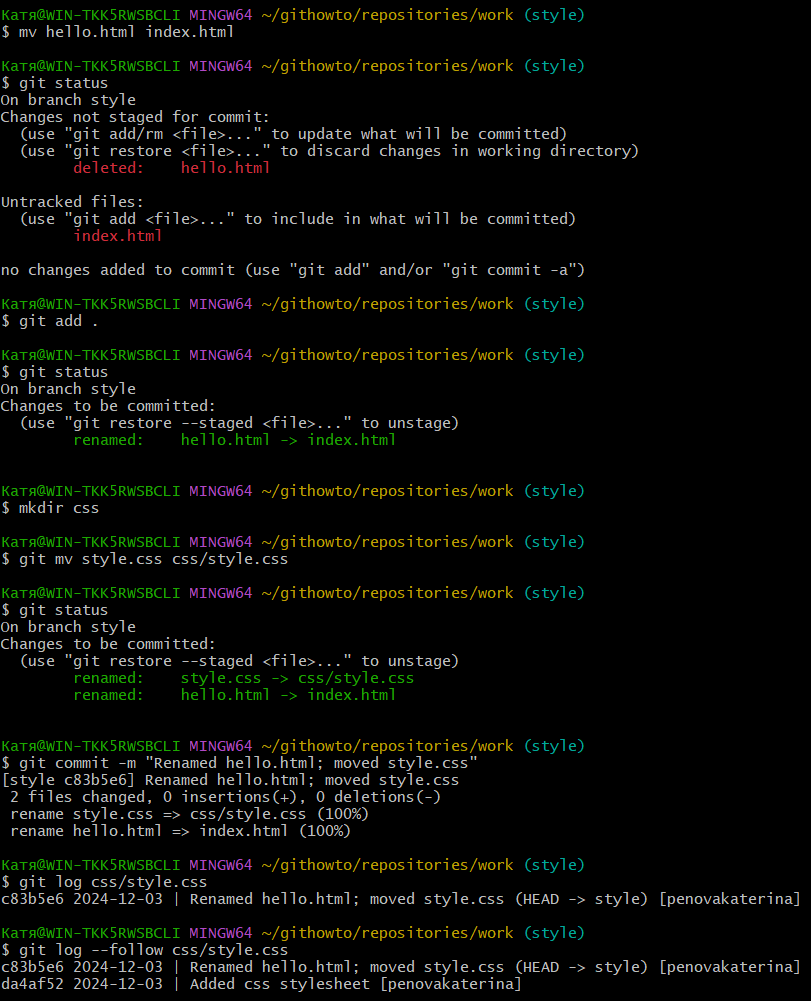 Катя@WIN-TKK5RWSBCLI MINGW64 ~/githowto/repositories/work (style)
$ mv hello.html index.html
Катя@WIN-TKK5RWSBCLI MINGW64 ~/githowto/repositories/work (style)
$ git status
On branch style
Changes not staged for commit:
  (use "git add/rm <file>..." to update what will be committed)
  (use "git restore <file>..." to discard changes in working directory)
        deleted:    hello.html
Untracked files:
  (use "git add <file>..." to include in what will be committed)
        index.html
no changes added to commit (use "git add" and/or "git commit -a")
Катя@WIN-TKK5RWSBCLI MINGW64 ~/githowto/repositories/work (style)
$ git add .
Катя@WIN-TKK5RWSBCLI MINGW64 ~/githowto/repositories/work (style)
$ git status
On branch style
Changes to be committed:
  (use "git restore --staged <file>..." to unstage)
        renamed:    hello.html -> index.html
Катя@WIN-TKK5RWSBCLI MINGW64 ~/githowto/repositories/work (style)
$ mkdir css
Катя@WIN-TKK5RWSBCLI MINGW64 ~/githowto/repositories/work (style)
$ git mv style.css css/style.css
Катя@WIN-TKK5RWSBCLI MINGW64 ~/githowto/repositories/work (style)
$ git status
On branch style
Changes to be committed:
  (use "git restore --staged <file>..." to unstage)
        renamed:    style.css -> css/style.css
        renamed:    hello.html -> index.html
Катя@WIN-TKK5RWSBCLI MINGW64 ~/githowto/repositories/work (style)
$ git commit -m "Renamed hello.html; moved style.css"
[style c83b5e6] Renamed hello.html; moved style.css
 2 files changed, 0 insertions(+), 0 deletions(-)
 rename style.css => css/style.css (100%)
 rename hello.html => index.html (100%)
Катя@WIN-TKK5RWSBCLI MINGW64 ~/githowto/repositories/work (style)
$ git log css/style.css
c83b5e6 2024-12-03 | Renamed hello.html; moved style.css (HEAD -> style) [penovakaterina]
Катя@WIN-TKK5RWSBCLI MINGW64 ~/githowto/repositories/work (style)
$ git log --follow css/style.css
c83b5e6 2024-12-03 | Renamed hello.html; moved style.css (HEAD -> style) [penovakaterina]
da4af52 2024-12-03 | Added css stylesheet [penovakaterina]